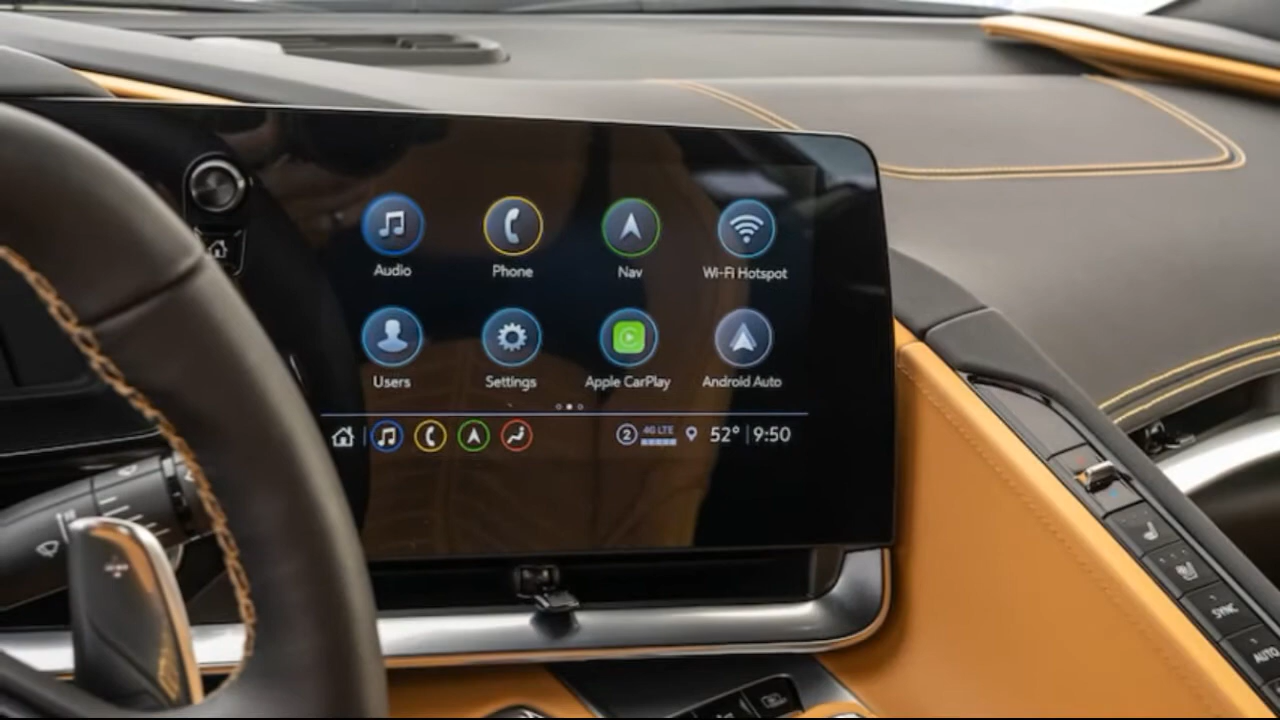 Audio Phone Nav Wi-Fi Hotspot
Users Settings Apple CarPlay Android Auto
2 4G LTE 52° 9:50
SYNC
AUTO